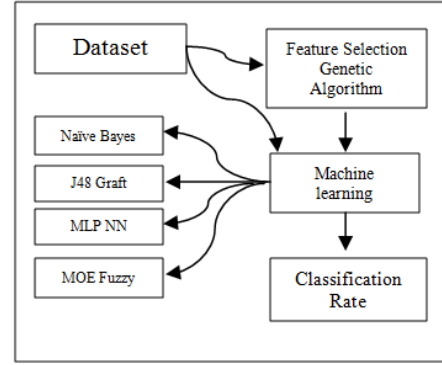 Dataset
Feature Selection
Genetic
Algorithm
Naïve Bayes
J48 Graft
MLP NN
MOE Fuzzy
Machine
learning
Classification
Rate